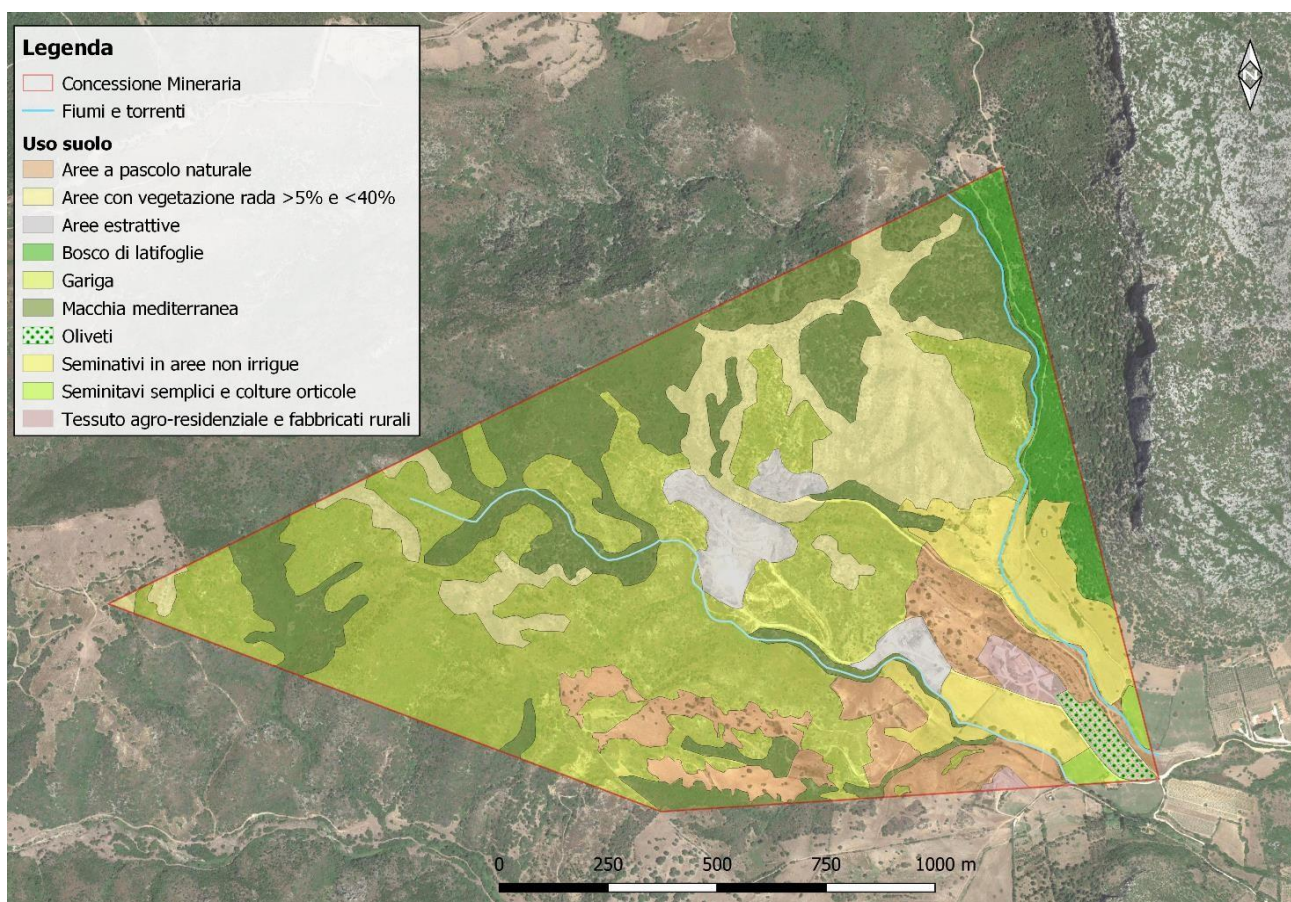 Legenda
Concessione Mineraria
Fiumi e torrenti
Uso suolo
Aree a pascolo naturale
Aree con vegetazione rada >5% e <40%
Aree estrattive
Bosco di latifoglie
Gariga
Macchia mediterranea
Oliveti
Seminativi in aree non irrigue
Seminitavi semplici e colture orticole
Tessuto agro-residenziale e fabbricati rurali
N
0 250 500 750 1000 m